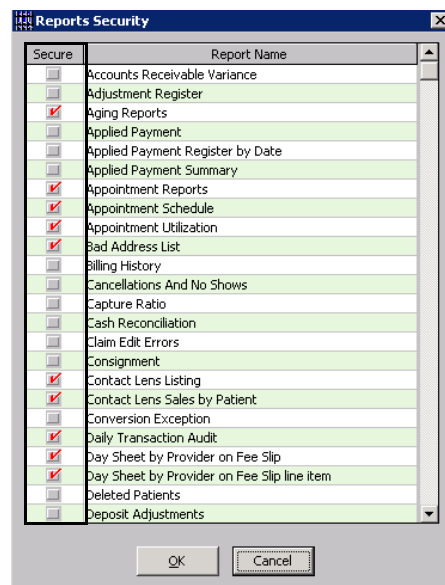 Reports Security
Secure Report Name
Accounts Receivable Variance
Adjustment Register
Aging Reports
Applied Payment
Applied Payment Register by Date
Applied Payment Summary
Appointment Reports
Appointment Schedule
Appointment Utilization
Bad Address List
Billing History
Cancellations And No Shows
Capture Ratio
Cash Reconciliation
Claim Edit Errors
Consignment
Contact Lens Listing
Contact Lens Sales by Patient
Conversion Exception
Daily Transaction Audit
Day Sheet by Provider on Fee Slip
Day Sheet by Provider on Fee Slip line item
Deleted Patients
Deposit Adjustments
OK Cancel